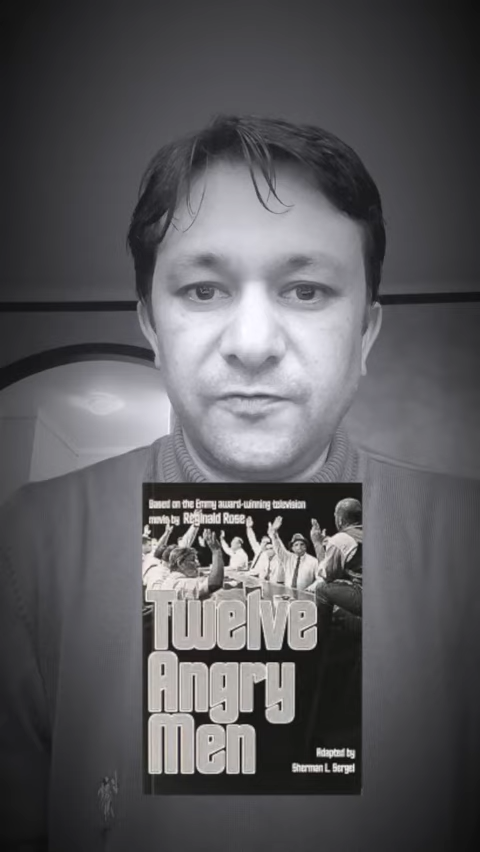 Based on the Emmy award-winning television
movie by Reginald Rose
Twelve
Angry
Men
Adapted by
Sherman L. Sergel